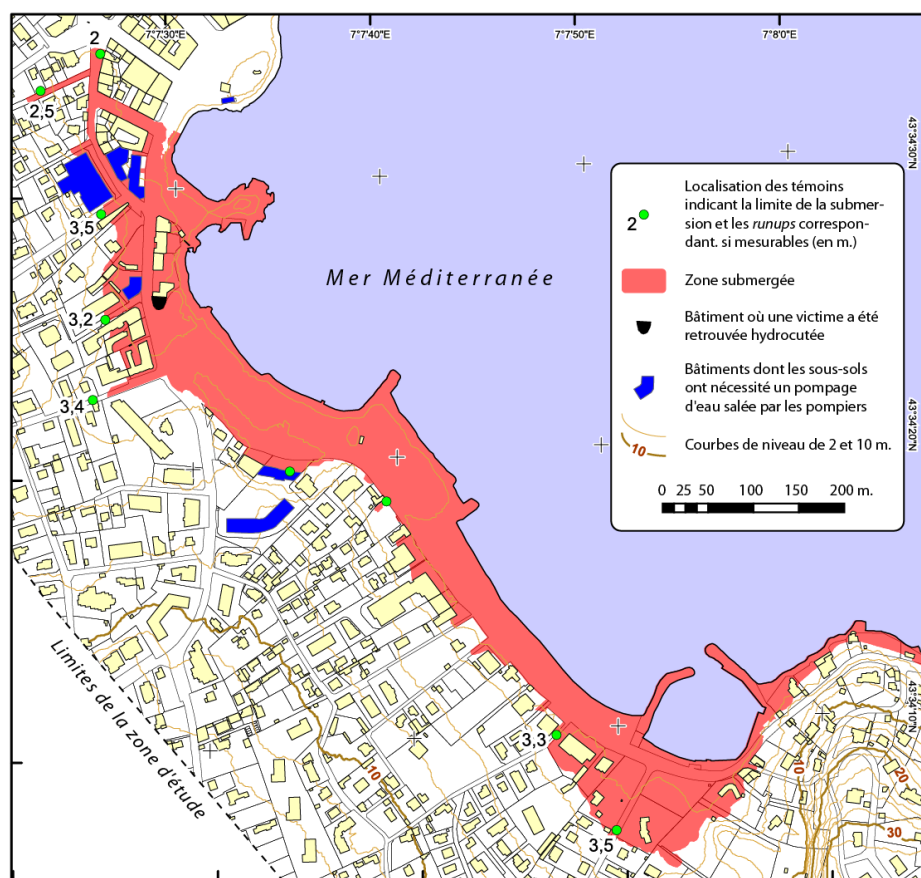 7°7'30"E
7°7'40"E
7°7'50"E
7°8'0"E
2
2,5
43°34'30"N
3,5
Mer Méditerranée
3,2
3,4
43°34'20"N
Localisation des témoins
indicant la limite de la submer-
sion et les runups correspon-
dant. si mesurables (en m.)
2
Zone submergée
Bâtiment où une victime a été
retrouvée hydrocutée
Bâtiments dont les sous-sols
ont nécessité un pompage
d'eau salée par les pompiers
Courbes de niveau de 2 et 10 m.
10
0 25 50 100 150 200 m.
Limites de la zone d'étude
10
3,3
3,5
43°34'10"N
10
20
30